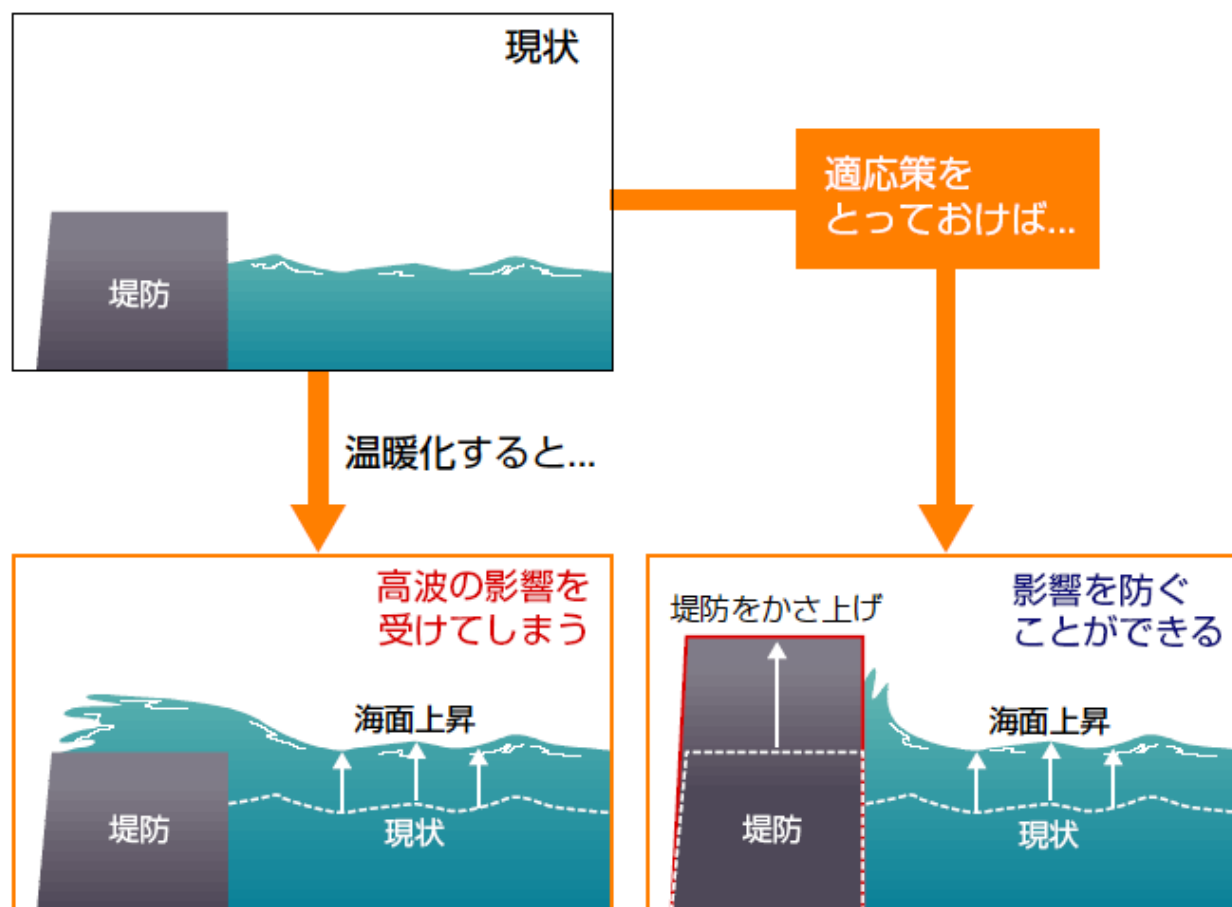 現状
堤防
適応策を
とっておけば...
温暖化すると...
高波の影響を
受けてしまう
海面上昇
堤防
現状
堤防をかさ上げ
影響を防ぐ
ことができる
海面上昇
堤防
現状